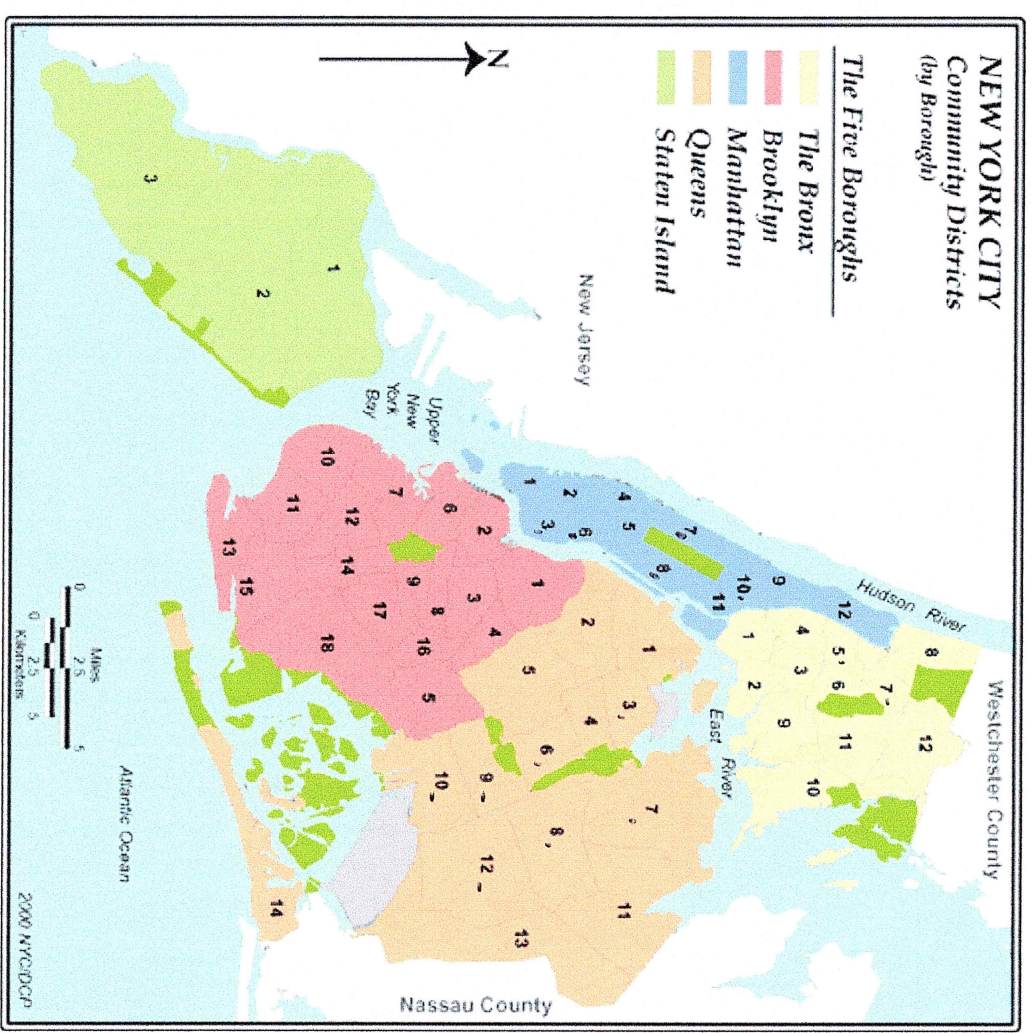 NEW YORK CITY
Community Districts
(by Borough)
The Five Boroughs
The Bronx
Brooklyn
Manhattan
Queens
Staten Island
N
New Jersey
Hudson River
Westchester County
East River
Upper
New
York
Bay
Nassau County
Atlantic Ocean
8
12
7
5
6
11
4
3
9
10
1
2
12
9
10
11
7
8
4
5
6
2
3
1
1
2
3
4
5
6
7
8
9
10
11
12
13
14
1
2
3
4
5
6
7
8
9
10
11
12
13
14
15
16
17
18
1
2
3
Miles
0 2.5 5
0 2.5 5
Kilometers
2000 NYC/DCP